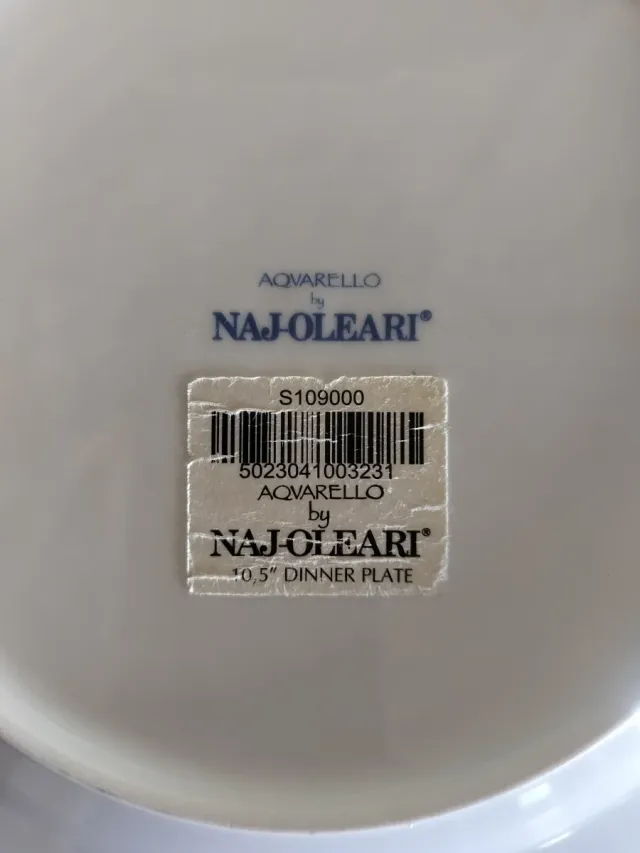 AQVARELLO
by
NAJ-OLEARI®
S109000
5023041003231
AQVARELLO
by
NAJ-OLEARI®
10,5" DINNER PLATE